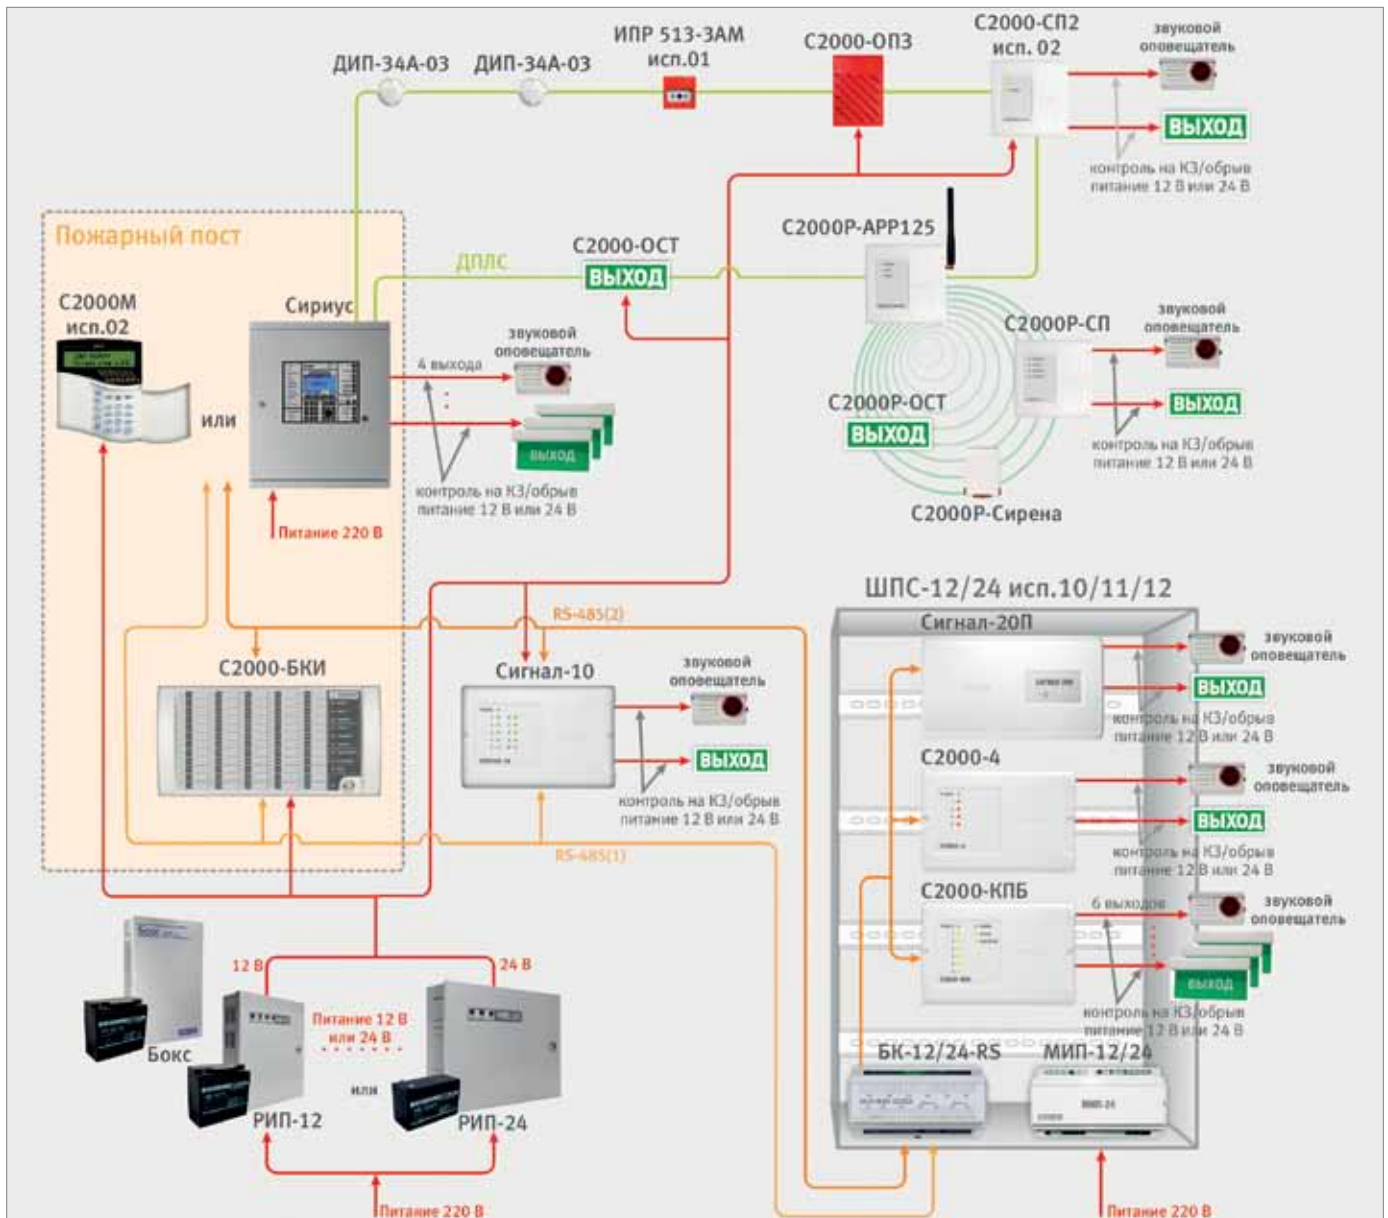 ДИП-34А-03
ДИП-34А-03
ИПР 513-3АМ
исп.01
С2000-ОПЗ
С2000-СП2
исп. 02
звуковой
оповещатель
ВЫХОД
контроль на КЗ/обрыв
питание 12 В или 24 В
Пожарный пост
С2000М
исп.02
или
Сириус
ДПЛС
С2000-ОСТ
ВЫХОД
С2000Р-АРР125
4 выхода
звуковой
оповещатель
ВЫХОД
контроль на КЗ/обрыв
питание 12 В или 24 В
Питание 220 В
С2000Р-СП
звуковой
оповещатель
ВЫХОД
контроль на КЗ/обрыв
питание 12 В или 24 В
С2000Р-ОСТ
ВЫХОД
С2000Р-Сирена
RS-485(2)
С2000-БКИ
Сигнал-10
звуковой
оповещатель
ВЫХОД
контроль на КЗ/обрыв
питание 12 В или 24 В
RS-485(1)
ШПС-12/24 исп.10/11/12
Сигнал-20П
звуковой
оповещатель
ВЫХОД
контроль на КЗ/обрыв
питание 12 В или 24 В
С2000-4
звуковой
оповещатель
ВЫХОД
контроль на КЗ/обрыв
питание 12 В или 24 В
С2000-КПБ
6 выходов
звуковой
оповещатель
ВЫХОД
контроль на КЗ/обрыв
питание 12 В или 24 В
БК-12/24-RS
МИП-12/24
Питание 220 В
Бокс
12 В
24 В
Питание 12 В
или 24 В
или
РИП-12
РИП-24
Питание 220 В